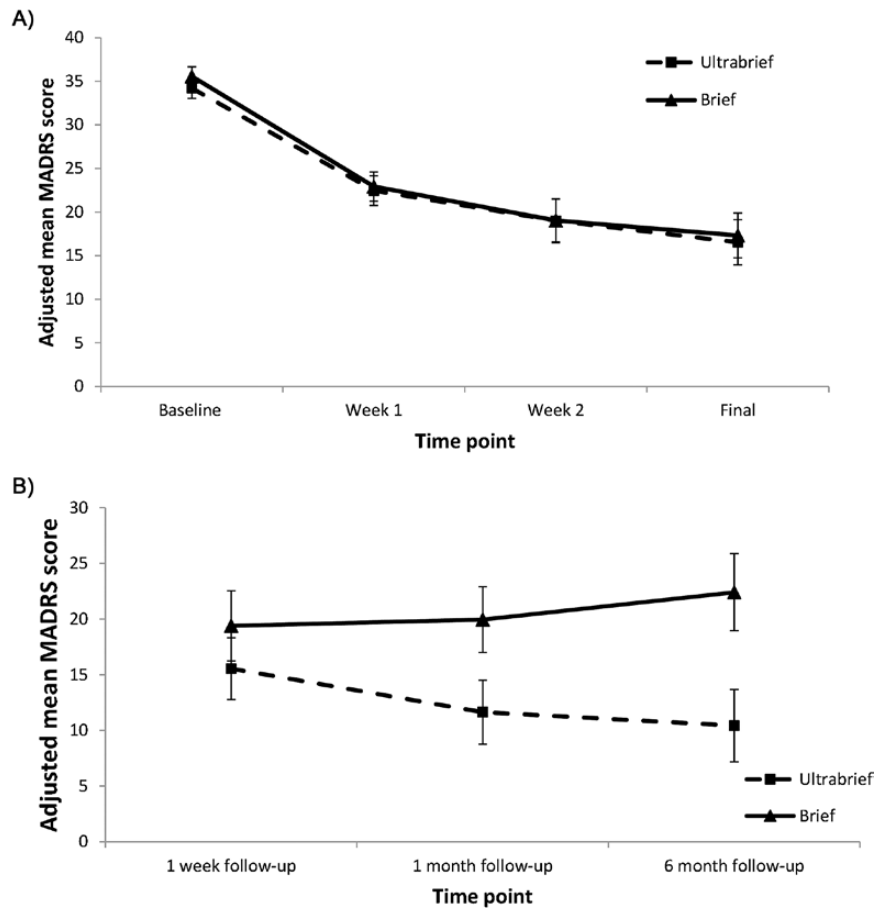 A)
Adjusted mean MADRS score
40
35
30
25
20
15
10
5
0
Ultrabrief
Brief
Baseline
Week 1
Week 2
Final
Time point
B)
Adjusted mean MADRS score
30
25
20
15
10
5
0
Ultrabrief
Brief
1 week follow-up
1 month follow-up
6 month follow-up
Time point